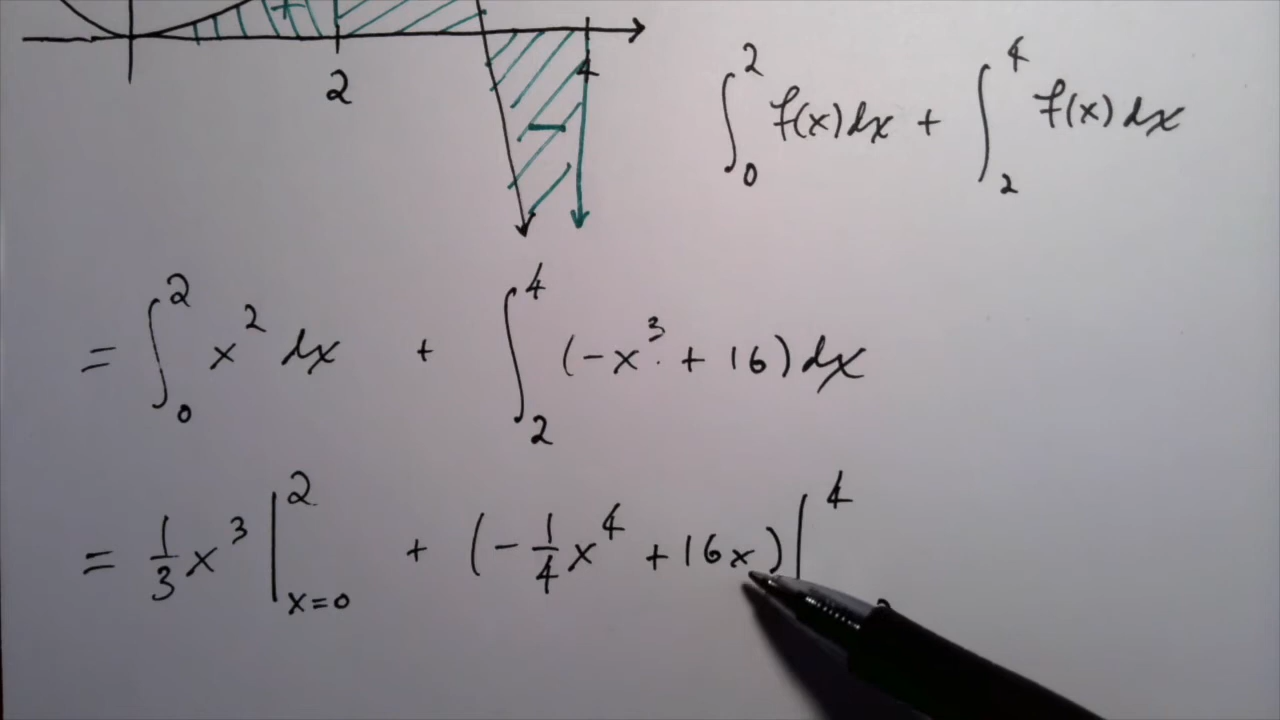 +
2
4
−
∫₀² f(x) dx + ∫₂⁴ f(x) dx
= ∫₀² x² dx + ∫₂⁴ (-x³ + 16) dx
= 1/3 x³ |ₓ₌₀² + (-1/4 x⁴ + 16x) |⁴